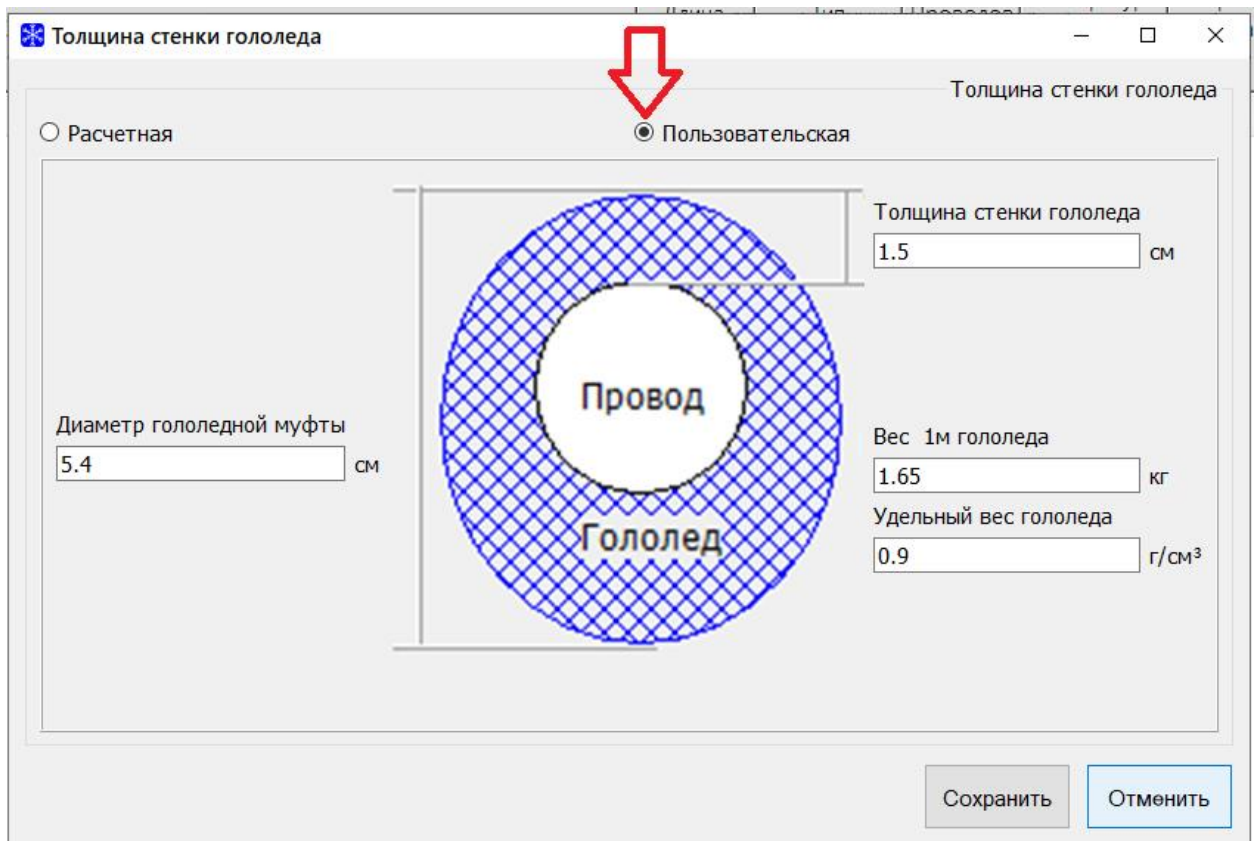 Толщина стенки гололеда
Толщина стенки гололеда
Расчетная
Пользовательская
Толщина стенки гололеда
1.5 см
Провод
Диаметр гололедной муфты
5.4 см
Вес 1м гололеда
1.65 кг
Удельный вес гололеда
0.9 г/см³
Гололед
Сохранить Отменить